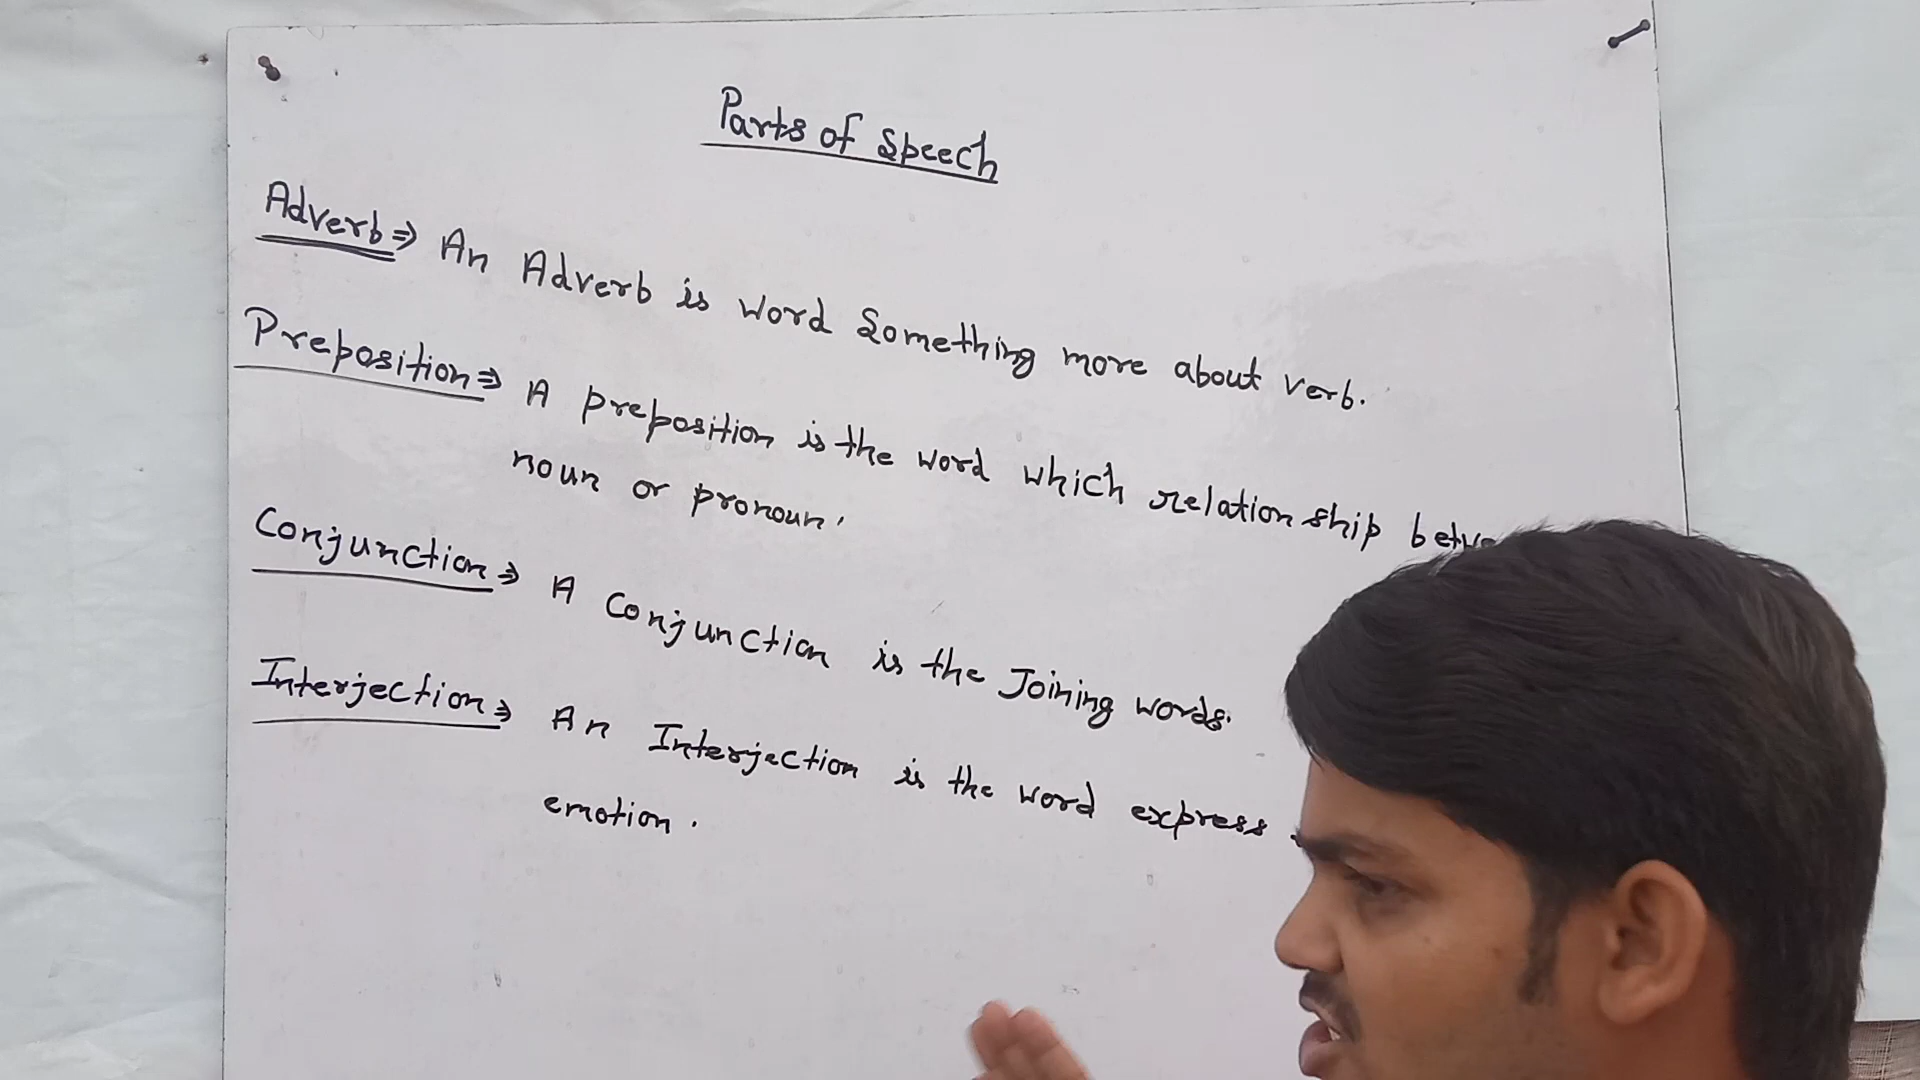 Parts of Speech
Adverb ⇒ An Adverb is word Something more about verb.
Preposition ⇒ A preposition is the word which relationship
noun or pronoun.
Conjunction ⇒ A Conjunction is the Joining words.
Interjection ⇒ An Interjection is the word express
emotion.